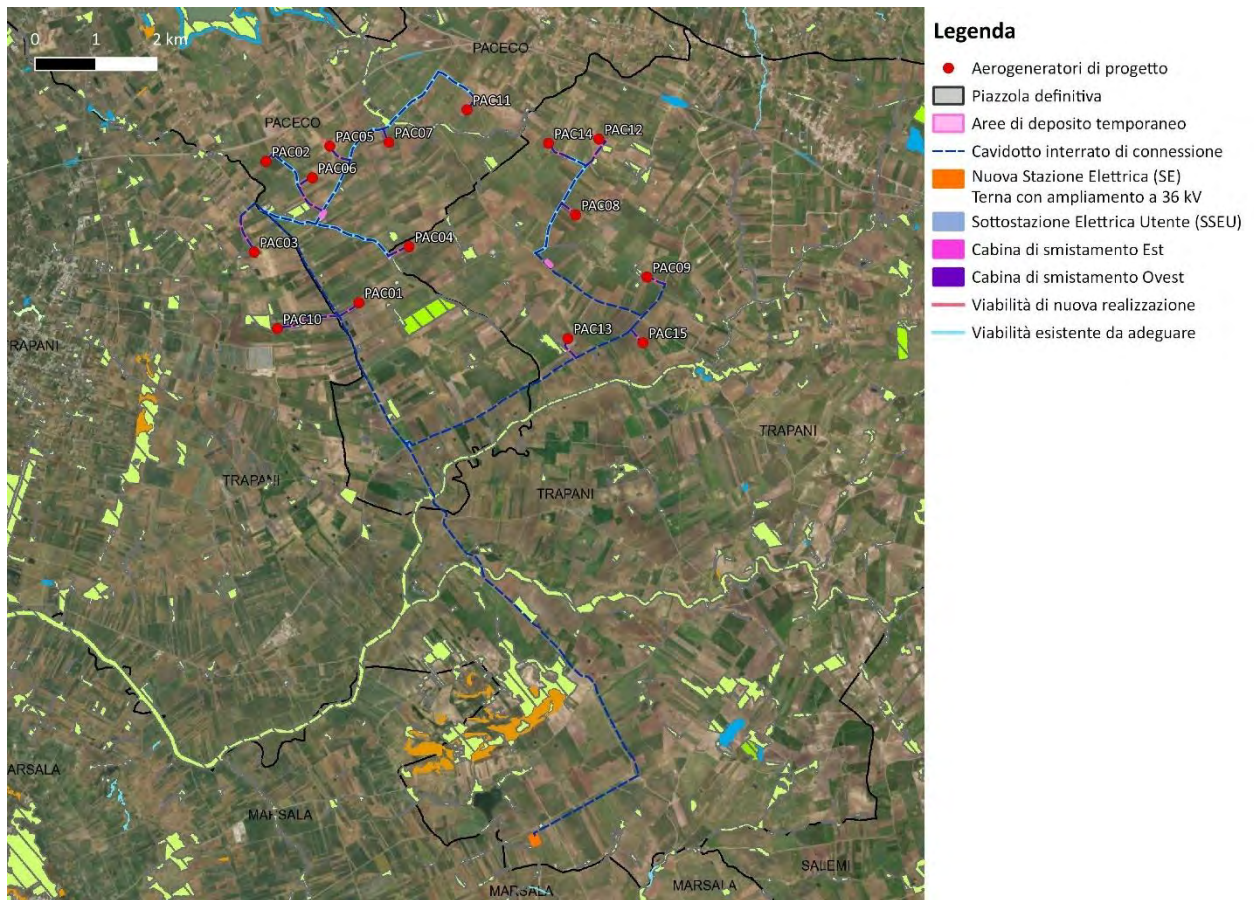 0 1 2 km
PACECO
PAC11
PACECO
PAC05
PAC07
PAC14
PAC12
PAC02
PAC06
PAC08
PAC03
PAC04
PAC09
PAC01
PAC10
PAC13
PAC15
TRAPANI
TRAPANI
TRAPANI
TRAPANI
MARSALA
MARSALA
SALEMI
MARSALA
MARSALA
Legenda
Aerogeneratori di progetto
Piazzola definitiva
Aree di deposito temporaneo
Cavidotto interrato di connessione
Nuova Stazione Elettrica (SE)
Terna con ampliamento a 36 kV
Sottostazione Elettrica Utente (SSEU)
Cabina di smistamento Est
Cabina di smistamento Ovest
Viabilità di nuova realizzazione
Viabilità esistente da adeguare